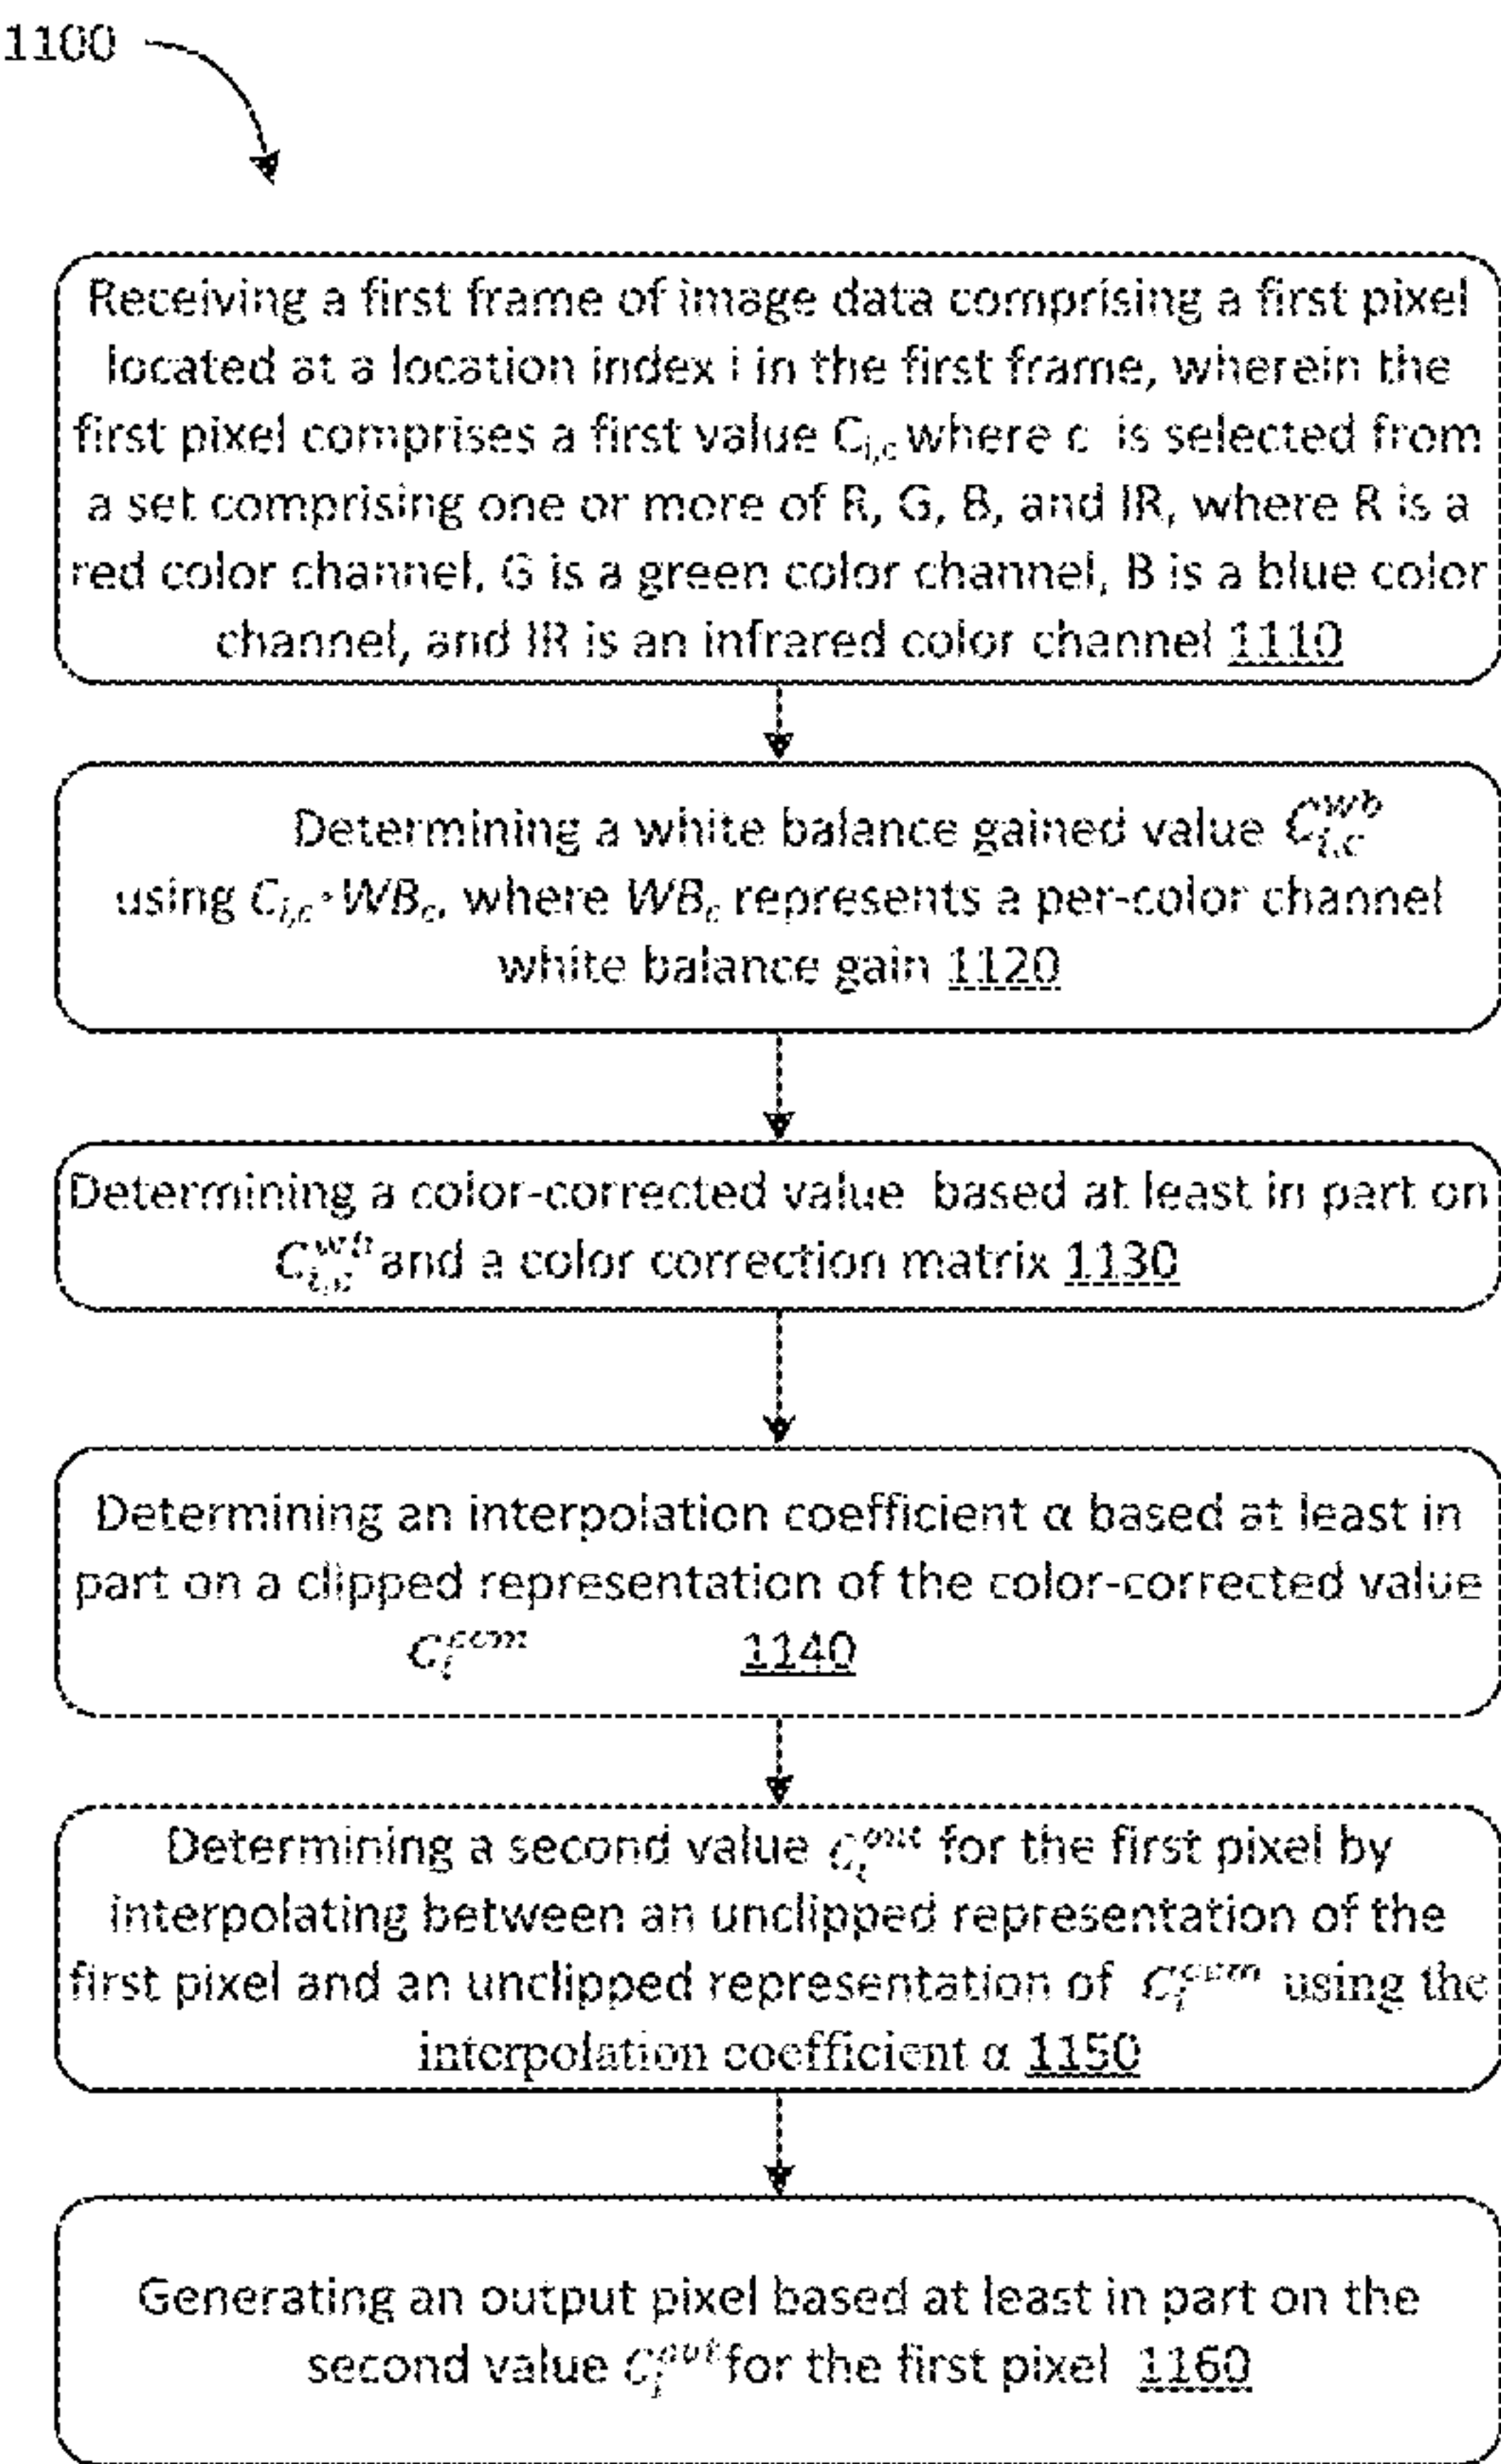 1100
Receiving a first frame of image data comprising a first pixel
located at a location index i in the first frame, wherein the
first pixel comprises a first value C_{i,c} where c is selected from
a set comprising one or more of R, G, B, and IR, where R is a
red color channel, G is a green color channel, B is a blue color
channel, and IR is an infrared color channel 1110
Determining a white balance gained value C_{i,c}^{wb}
using C_{i,c} · WB_c, where WB_c represents a per-color channel
white balance gain 1120
Determining a color-corrected value based at least in part on
C_{i,c}^{wb} and a color correction matrix 1130
Determining an interpolation coefficient α based at least in
part on a clipped representation of the color-corrected value
C_i^{ccm} 1140
Determining a second value C_i^{out} for the first pixel by
interpolating between an unclipped representation of the
first pixel and an unclipped representation of C_i^{ccm} using the
interpolation coefficient α 1150
Generating an output pixel based at least in part on the
second value C_i^{out} for the first pixel 1160